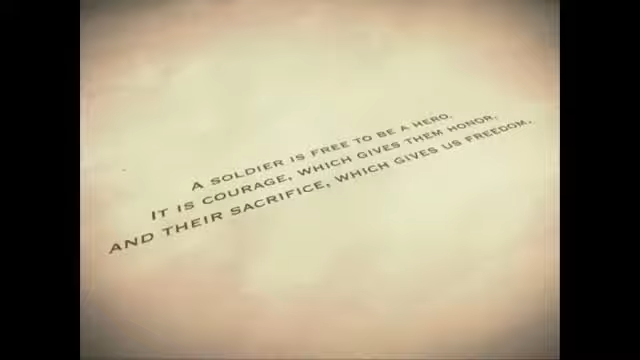 A SOLDIER IS FREE TO BE A HERO.
IT IS COURAGE, WHICH GIVES THEM HONOR.
AND THEIR SACRIFICE, WHICH GIVES US FREEDOM.